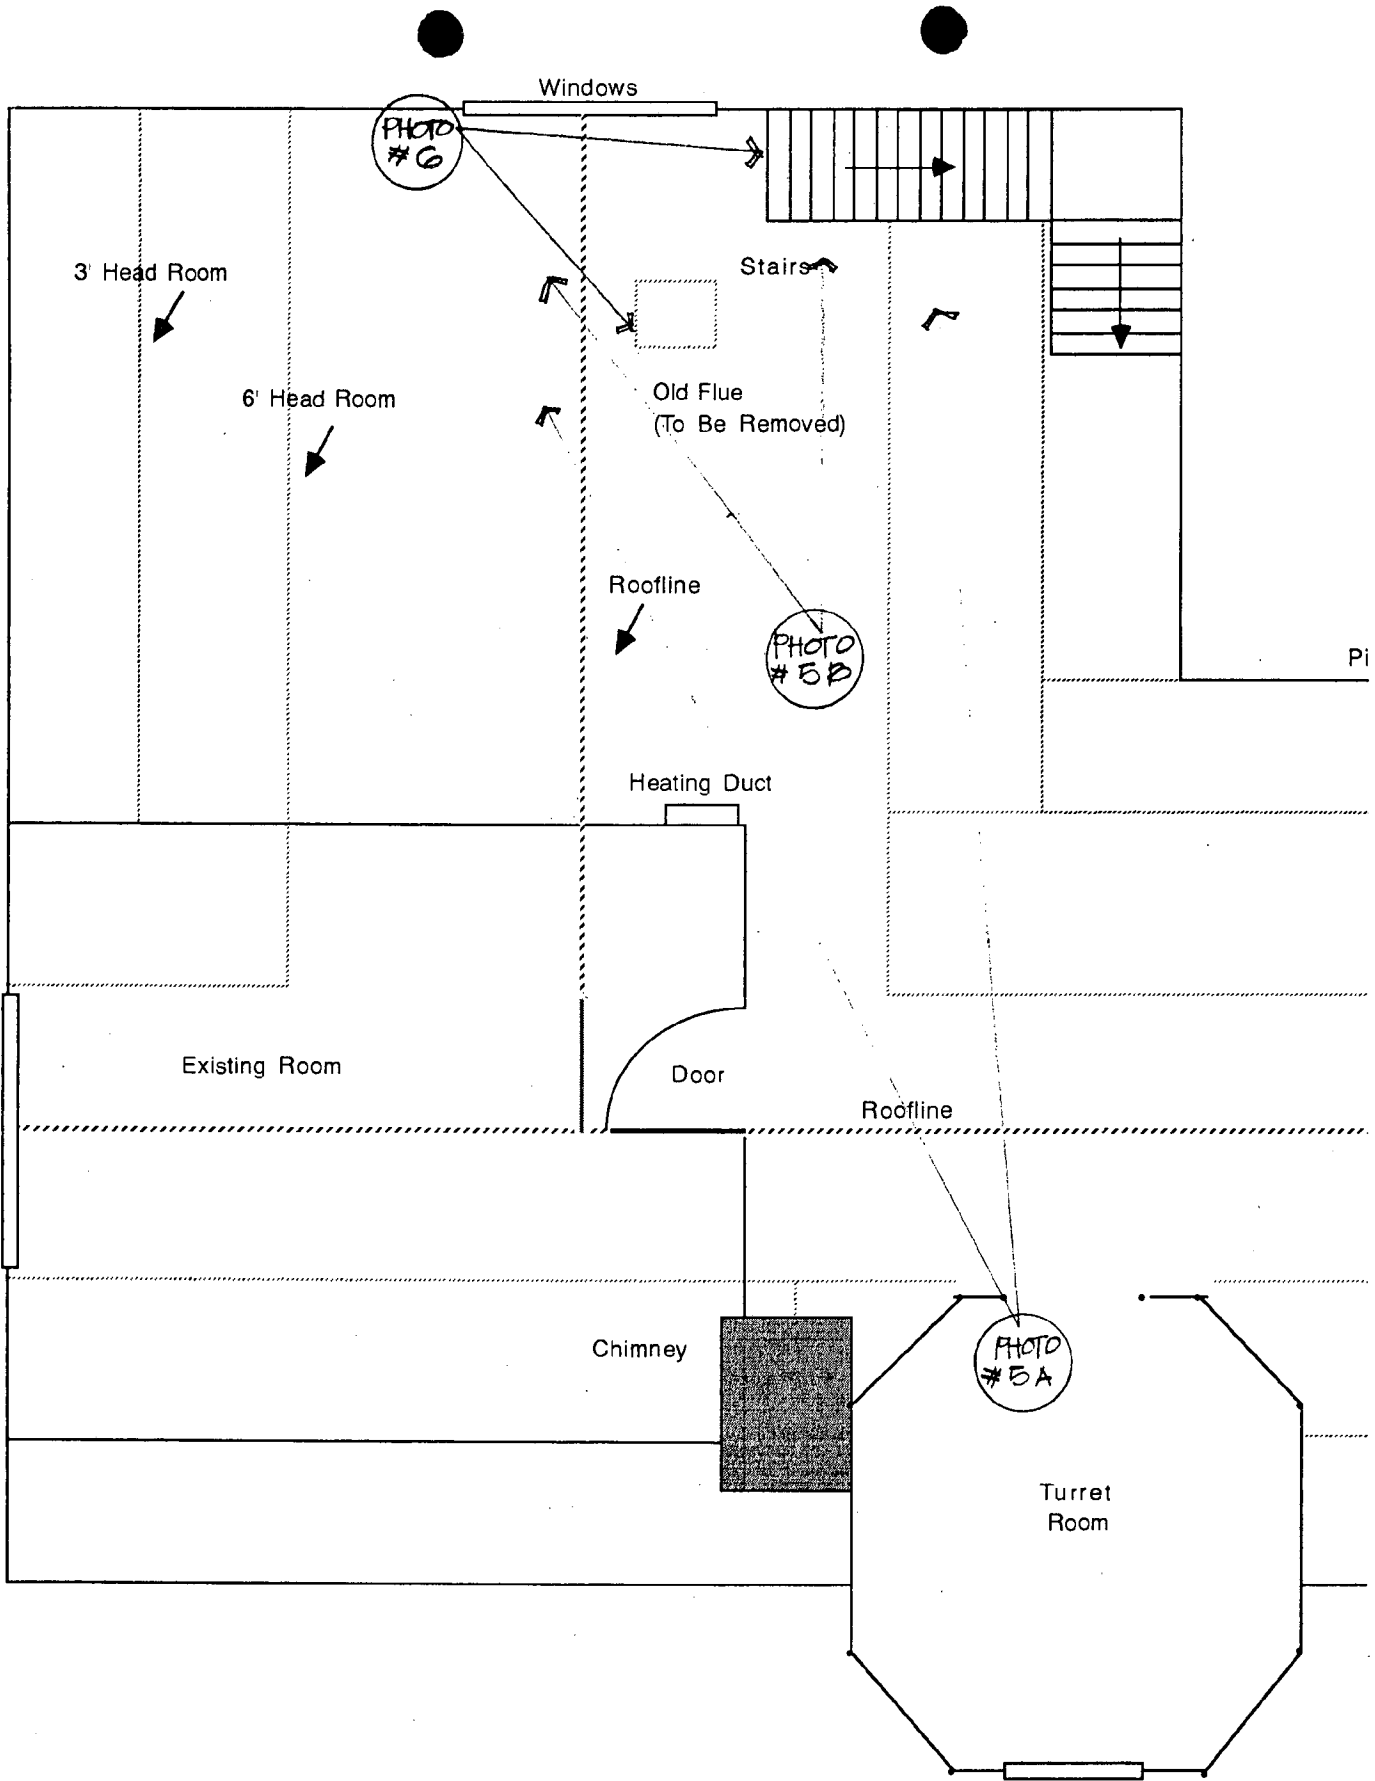 Windows
PHOTO
#6
3' Head Room
Stairs
6' Head Room
Old Flue
(To Be Removed)
Roofline
PHOTO
#5B
Pi
Heating Duct
Existing Room
Door
Roofline
Chimney
PHOTO
#5A
Turret
Room